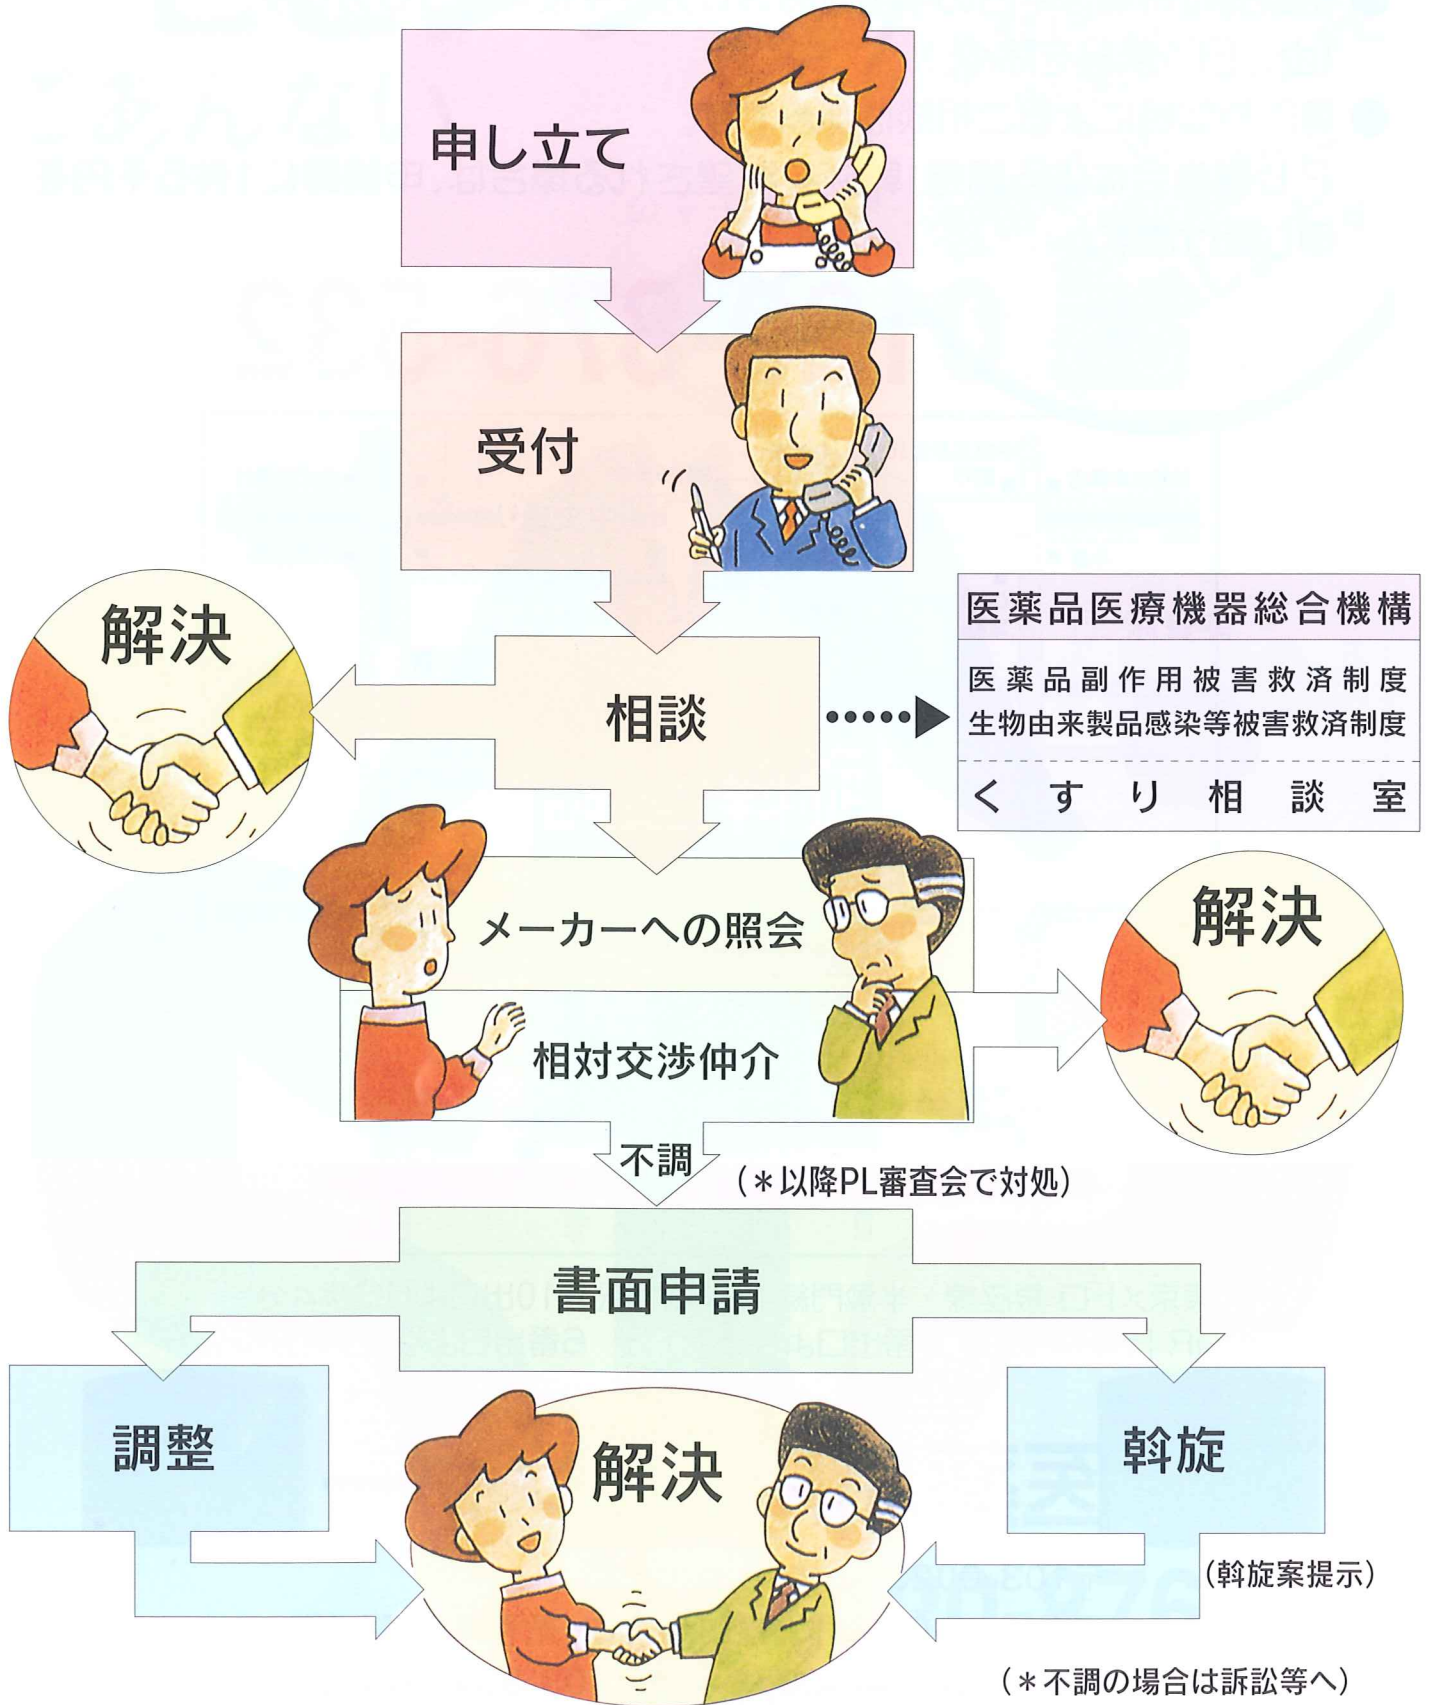 申し立て
受付
解決
相談
医薬品医療機器総合機構
医薬品副作用被害救済制度
生物由来製品感染等被害救済制度
くすり相談室
メーカーへの照会
相対交渉仲介
解決
不調
（＊以降PL審査会で対処）
書面申請
調整
解決
斡旋
（斡旋案提示）
（＊不調の場合は訴訟等へ）